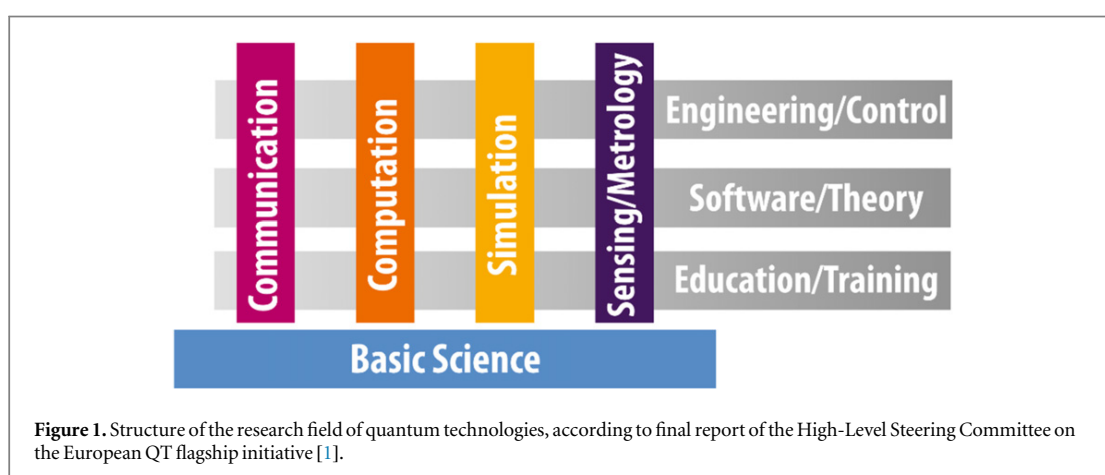 Communication
Computation
Simulation
Sensing/Metrology
Engineering/Control
Software/Theory
Education/Training
Basic Science
Figure 1. Structure of the research field of quantum technologies, according to final report of the High-Level Steering Committee on
the European QT flagship initiative [1].